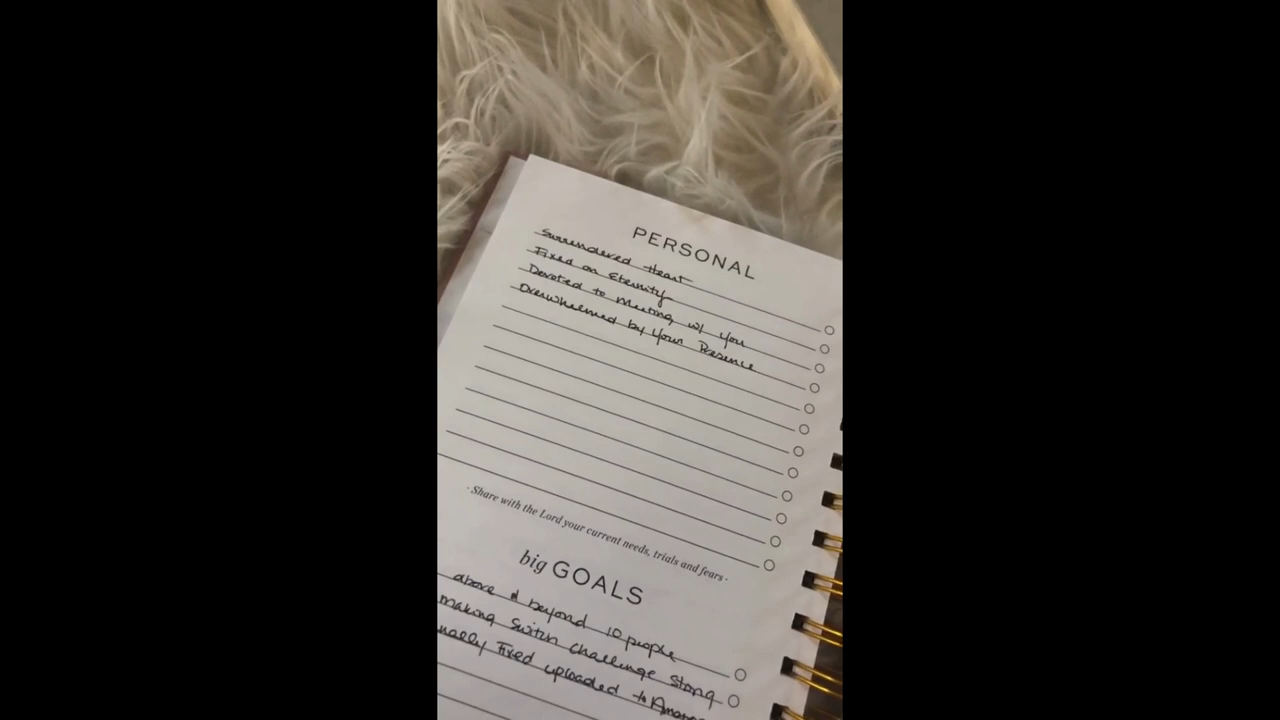 PERSONAL
Surrendered Heart
Fixed on Eternity
Devoted to Meeting w/ You
Overwhelmed by Your Presence
· Share with the Lord your current needs, trials and fears ·
big GOALS
above & beyond 10 people
making Switch challenge strong
Fixed uploaded to